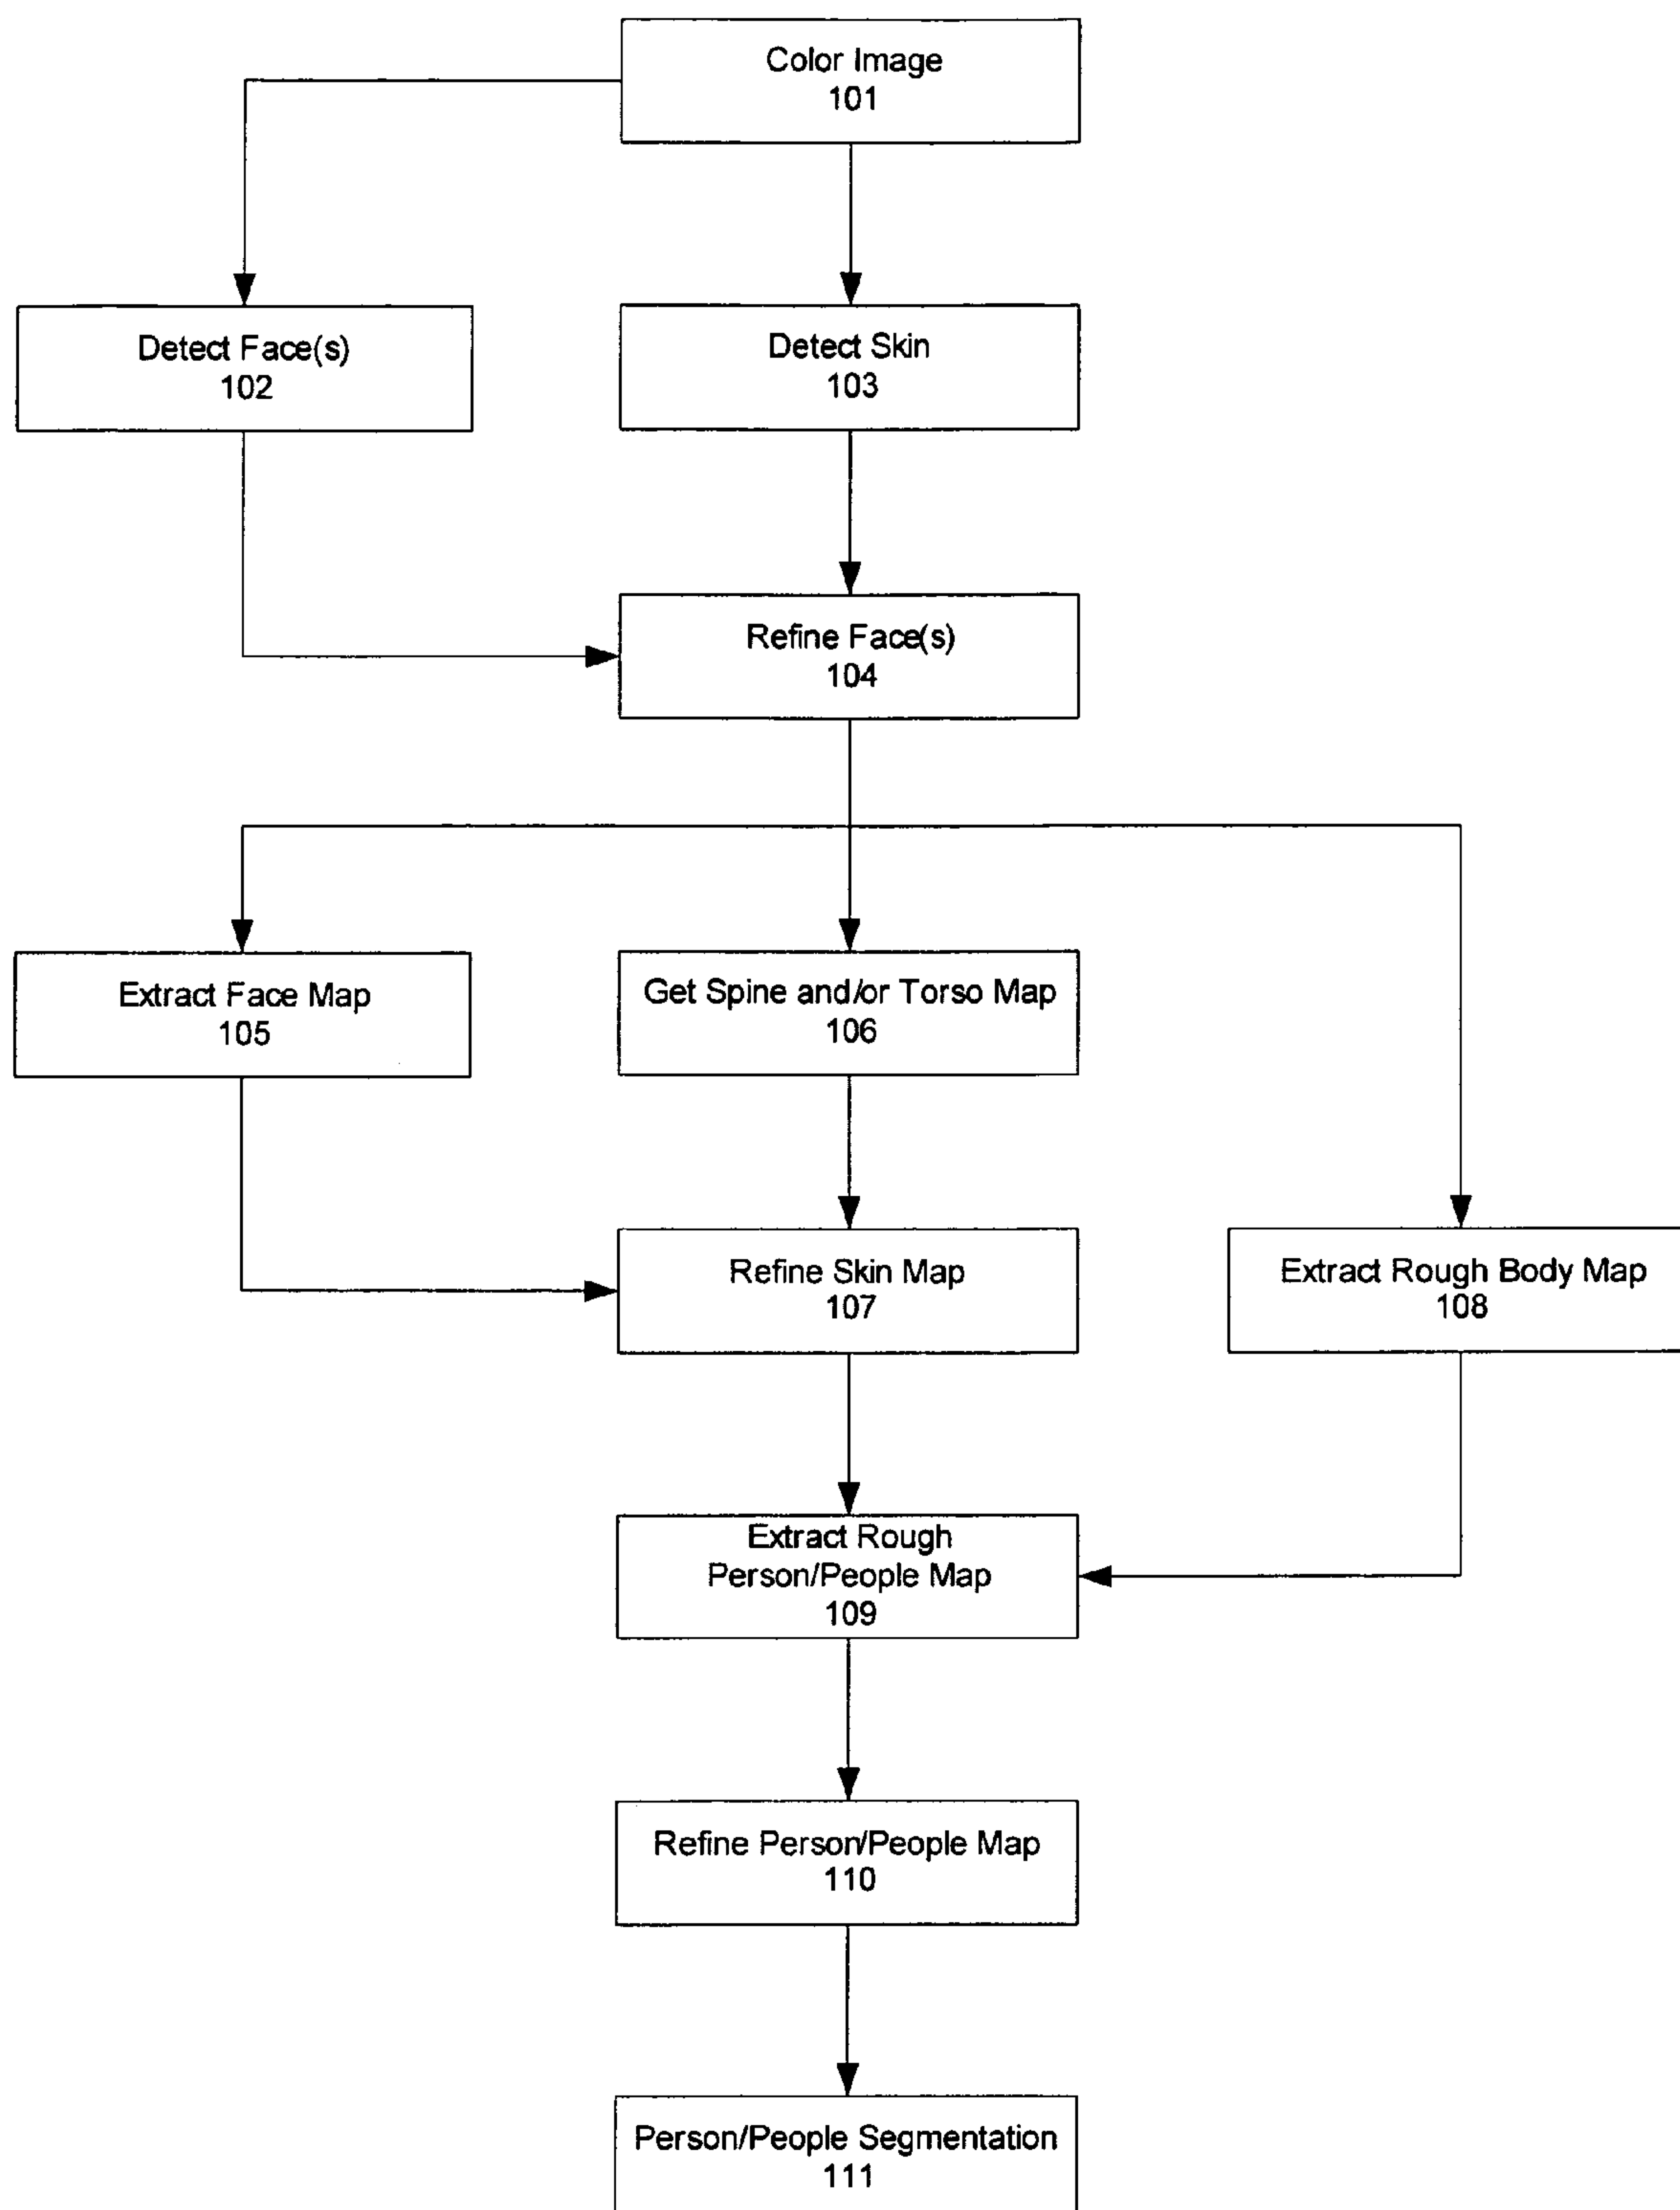 Color Image
101
Detect Face(s)
102
Detect Skin
103
Refine Face(s)
104
Extract Face Map
105
Get Spine and/or Torso Map
106
Refine Skin Map
107
Extract Rough Body Map
108
Extract Rough
Person/People Map
109
Refine Person/People Map
110
Person/People Segmentation
111